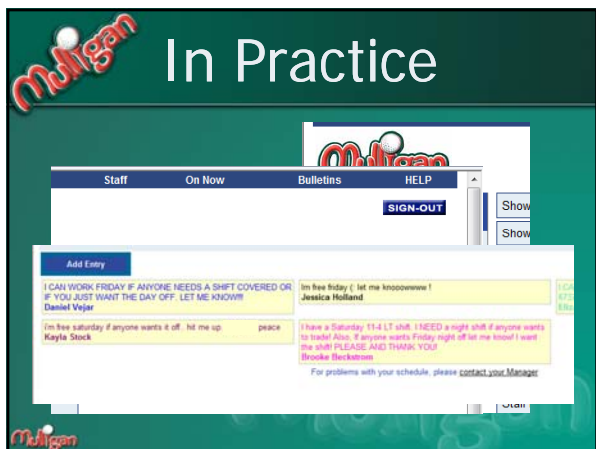 Mulligan
In Practice
Mulligan
Staff On Now Bulletins HELP
SIGN-OUT
Show
Show
Add Entry
I CAN WORK FRIDAY IF ANYONE NEEDS A SHIFT COVERED OR
IF YOU JUST WANT THE DAY OFF. LET ME KNOW!!!
Daniel Vejar
Im free friday (: let me knooowwww !
Jessica Holland
I CA
i'm free saturday if anyone wants it off.. hit me up. peace
Kayla Stock
I have a Saturday 11-4 LT shift. I NEED a night shift if anyone wants
to trade! Also, if anyone wants Friday night off let me know! I want
the shift! PLEASE AND THANK YOU!
Brooke Beckstrom
For problems with your schedule, please contact your Manager
Staff
Mulligan